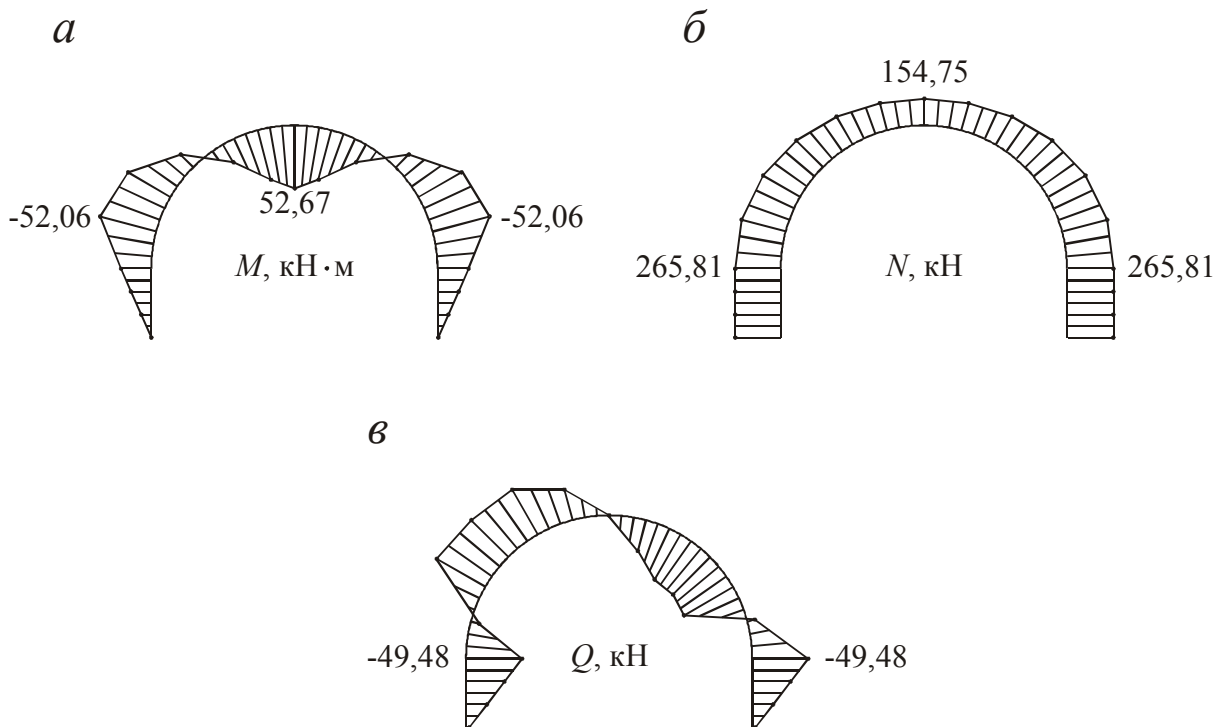 а
б
154,75
-52,06
52,67
-52,06
М, кН·м
265,81
N, кН
265,81
в
-49,48
Q, кН
-49,48